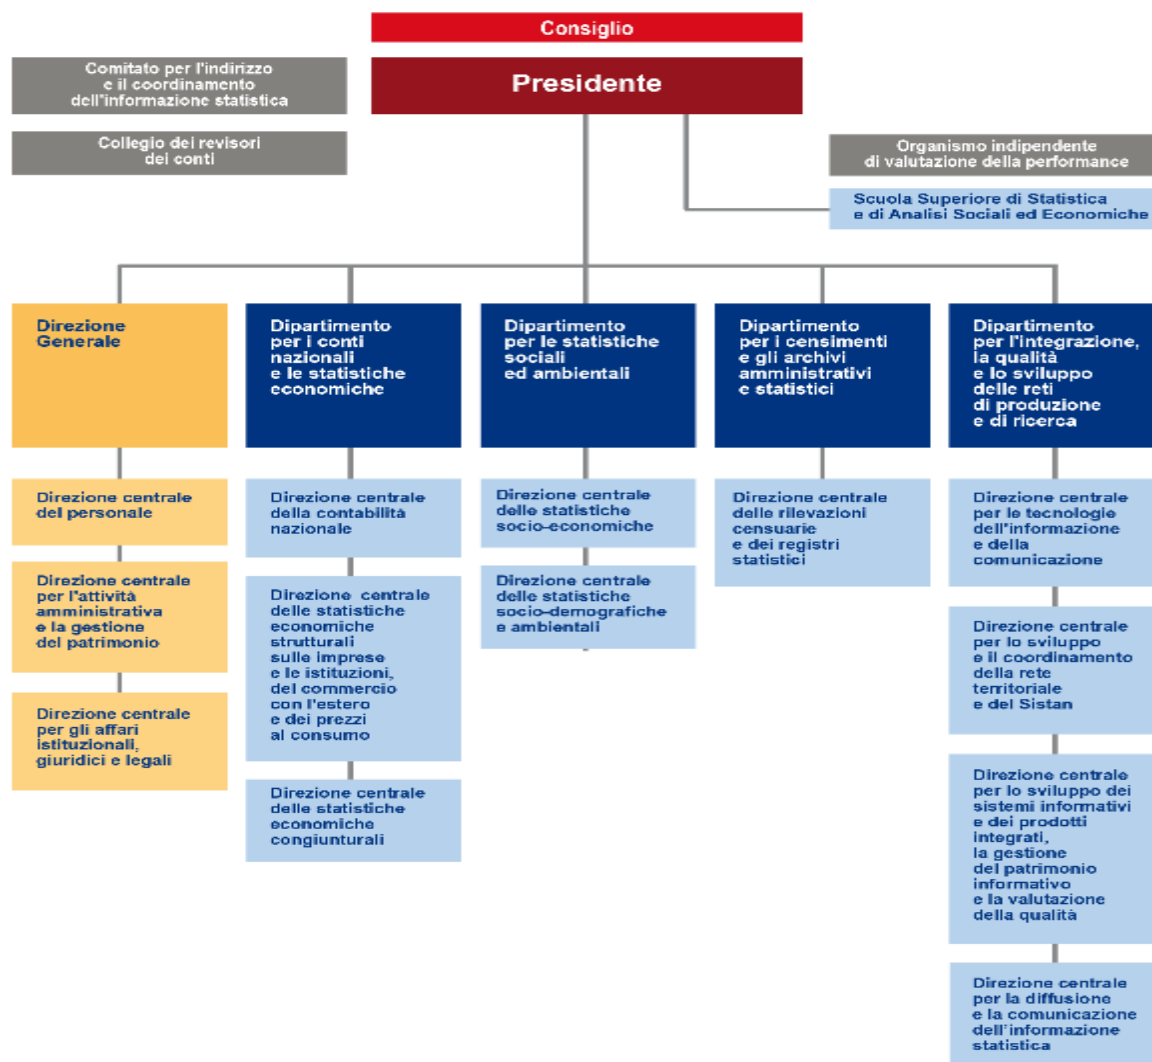 Consiglio
Presidente
Comitato per l'indirizzo
e il coordinamento
dell'informazione statistica
Collegio dei revisori
dei conti
Organismo indipendente
di valutazione della performance
Scuola Superiore di Statistica
e di Analisi Sociali ed Economiche
Direzione
Generale
Direzione centrale
del personale
Direzione centrale
per l'attività
amministrativa
e la gestione
del patrimonio
Direzione centrale
per gli affari
istituzionali,
giuridici e legali
Dipartimento
per i conti
nazionali
e le statistiche
economiche
Direzione centrale
della contabilità
nazionale
Direzione centrale
delle statistiche
economiche
strutturali
sulle imprese
e le istituzioni,
del commercio
con l'estero
e dei prezzi
al consumo
Direzione centrale
delle statistiche
economiche
congiunturali
Dipartimento
per le statistiche
sociali
ed ambientali
Direzione centrale
delle statistiche
socio-economiche
Direzione centrale
delle statistiche
socio-demografiche
e ambientali
Dipartimento
per i censimenti
e gli archivi
amministrativi
e statistici
Direzione centrale
delle rilevazioni
censuarie
e dei registri
statistici
Dipartimento
per l'integrazione,
la qualità
e lo sviluppo
delle reti
di produzione
e di ricerca
Direzione centrale
per le tecnologie
dell'informazione
e della
comunicazione
Direzione centrale
per lo sviluppo
e il coordinamento
della rete
territoriale
e del Sistan
Direzione centrale
per lo sviluppo dei
sistemi informativi
e dei prodotti
integrati,
la gestione
del patrimonio
informativo
e la valutazione
della qualità
Direzione centrale
per la diffusione
e la comunicazione
dell'informazione
statistica